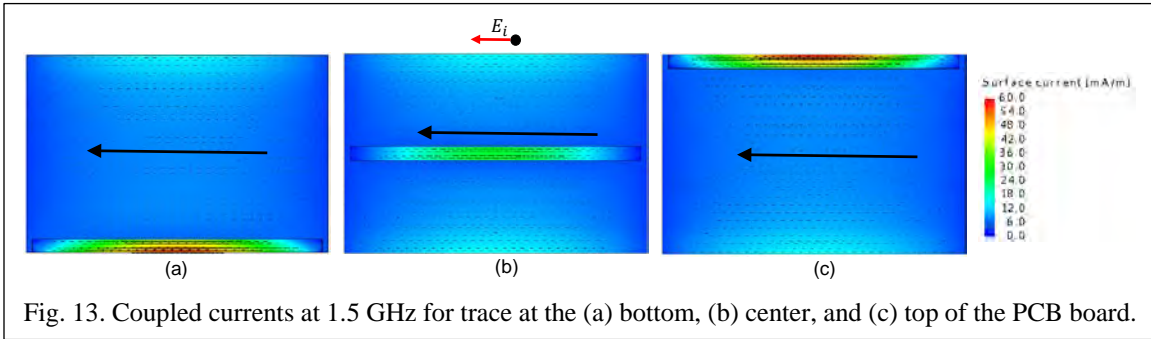 E_i
Surface current [mA/m]
60.0
54.0
48.0
42.0
36.0
30.0
24.0
18.0
12.0
6.0
0.0
(a)
(b)
(c)
Fig. 13. Coupled currents at 1.5 GHz for trace at the (a) bottom, (b) center, and (c) top of the PCB board.